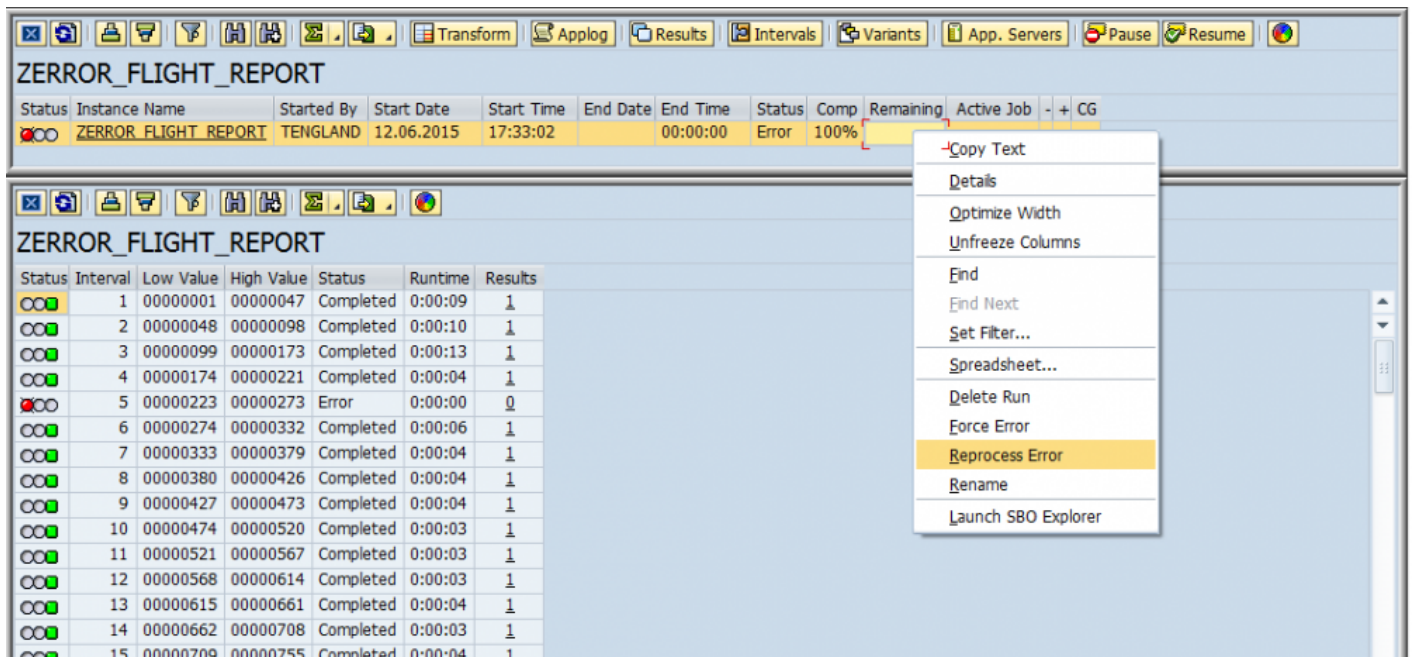 Transform Applog Results Intervals Variants App. Servers Pause Resume
ZERROR_FLIGHT_REPORT
Status Instance Name Started By Start Date Start Time End Date End Time Status Comp Remaining Active Job - + CG
ZERROR_FLIGHT_REPORT TENGLAND 12.06.2015 17:33:02 00:00:00 Error 100%
Copy Text
Details
Optimize Width
Unfreeze Columns
Find
Find Next
Set Filter...
Spreadsheet...
Delete Run
Force Error
Reprocess Error
Rename
Launch SBO Explorer
ZERROR_FLIGHT_REPORT
Status Interval Low Value High Value Status Runtime Results
1 00000001 00000047 Completed 0:00:09 1
2 00000048 00000098 Completed 0:00:10 1
3 00000099 00000173 Completed 0:00:13 1
4 00000174 00000221 Completed 0:00:04 1
5 00000223 00000273 Error 0:00:00 0
6 00000274 00000332 Completed 0:00:06 1
7 00000333 00000379 Completed 0:00:04 1
8 00000380 00000426 Completed 0:00:04 1
9 00000427 00000473 Completed 0:00:04 1
10 00000474 00000520 Completed 0:00:03 1
11 00000521 00000567 Completed 0:00:03 1
12 00000568 00000614 Completed 0:00:03 1
13 00000615 00000661 Completed 0:00:04 1
14 00000662 00000708 Completed 0:00:03 1
15 00000709 00000755 Completed 0:00:04 1